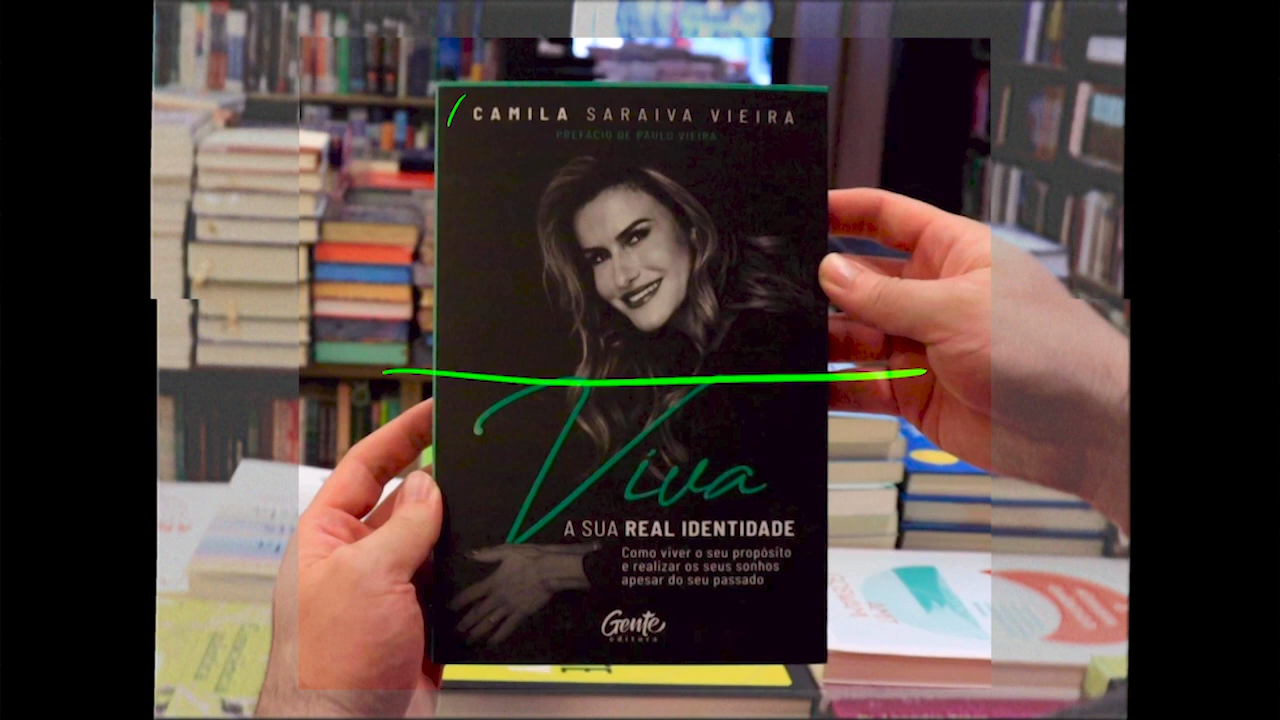 CAMILA SARAIVA VIEIRA
PREFÁCIO DE PAULO VIEIRA
Viva
A SUA REAL IDENTIDADE
Como viver o seu propósito
e realizar os seus sonhos
apesar do seu passado
Gente
editora